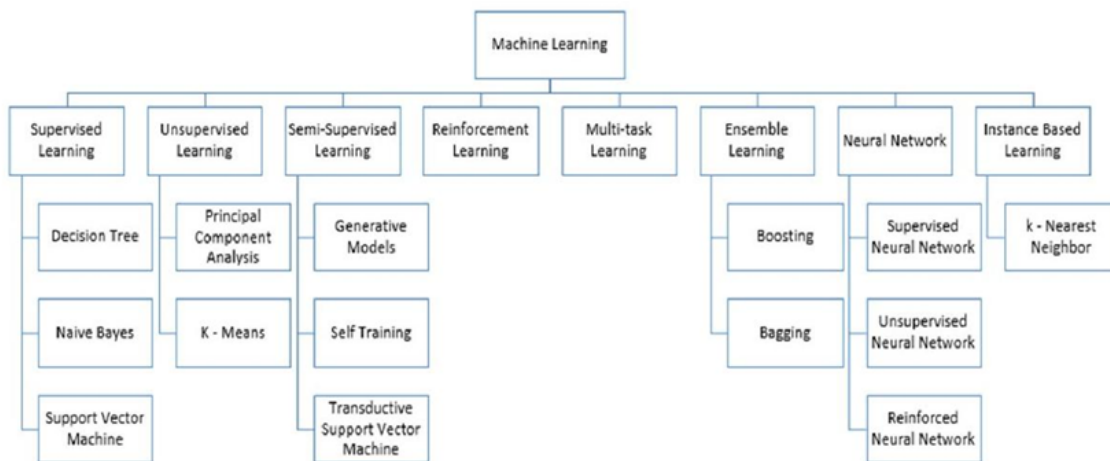 Machine Learning
Supervised
Learning
Unsupervised
Learning
Semi-Supervised
Learning
Reinforcement
Learning
Multi-task
Learning
Ensemble
Learning
Neural Network
Instance Based
Learning
Decision Tree
Principal
Component
Analysis
Generative
Models
Boosting
Supervised
Neural Network
k - Nearest
Neighbor
Naive Bayes
K - Means
Self Training
Bagging
Unsupervised
Neural Network
Support Vector
Machine
Transductive
Support Vector
Machine
Reinforced
Neural Network